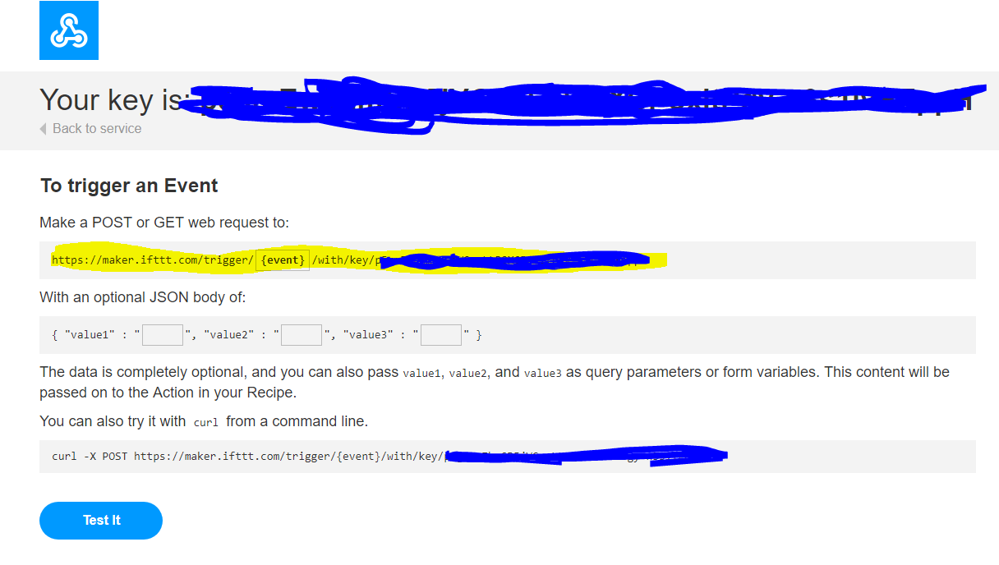 Your key is:
Back to service
To trigger an Event
Make a POST or GET web request to:
https://maker.ifttt.com/trigger/ {event} /with/key/
With an optional JSON body of:
{ "value1" : "", "value2" : "", "value3" : "" }
The data is completely optional, and you can also pass value1, value2, and value3 as query parameters or form variables. This content will be
passed on to the Action in your Recipe.
You can also try it with curl from a command line.
curl -X POST https://maker.ifttt.com/trigger/{event}/with/key/
Test It